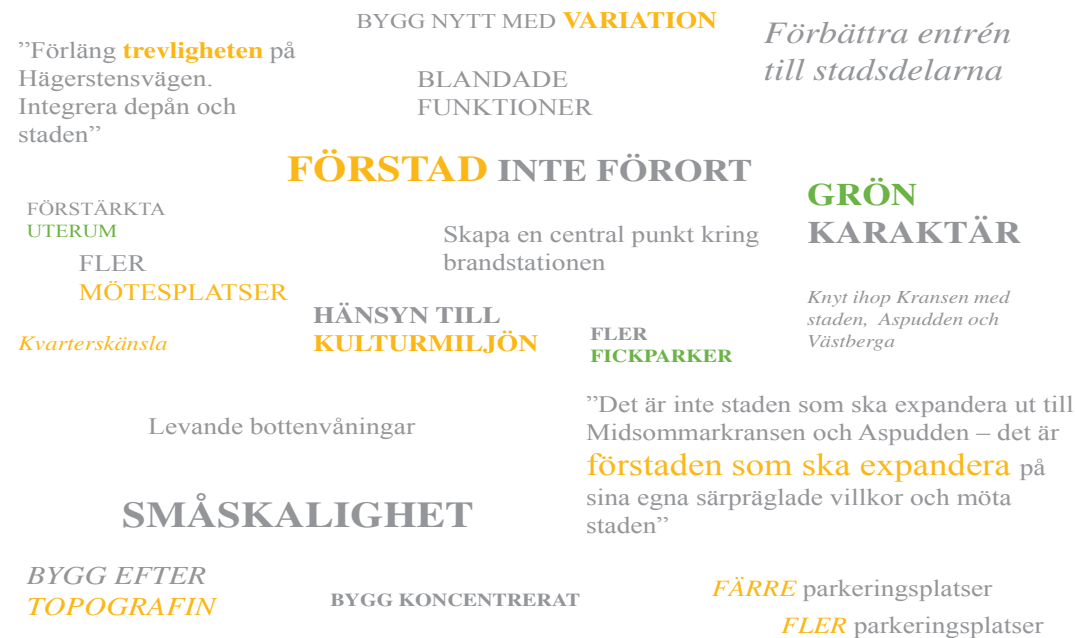 BYGG NYTT MED VARIATION
Förbättra entrén
till stadsdelarna
”Förläng trevligheten på
Hägerstensvägen.
Integrera depån och
staden”
BLANDADE
FUNKTIONER
FÖRSTAD INTE FÖRORT
GRÖN
KARAKTÄR
FÖRSTÄRKTA
UTERUM
Skapa en central punkt kring
brandstationen
FLER
MÖTESPLATSER
Knyt ihop Kransen med
staden, Aspudden och
Västberga
HÄNSYN TILL
KULTURMILJÖN
FLER
FICKPARKER
Kvarterskänsla
”Det är inte staden som ska expandera ut till
Midsommarkransen och Aspudden – det är
förstaden som ska expandera på
sina egna särpräglade villkor och möta
staden”
Levande bottenvåningar
SMÅSKALIGHET
BYGG EFTER
TOPOGRAFIN
BYGG KONCENTRERAT
FÄRRE parkeringsplatser
FLER parkeringsplatser